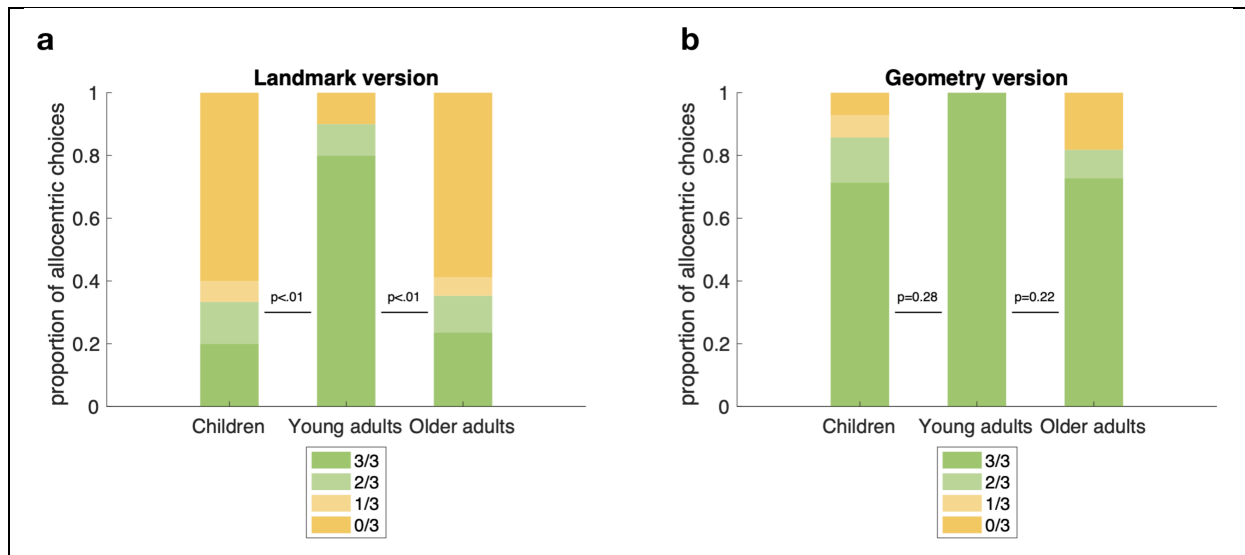 a
Landmark version
proportion of allocentric choices
1
0.8
0.6
0.4
0.2
0
p<.01
p<.01
Children
Young adults
Older adults
3/3
2/3
1/3
0/3
b
Geometry version
proportion of allocentric choices
1
0.8
0.6
0.4
0.2
0
p=0.28
p=0.22
Children
Young adults
Older adults
3/3
2/3
1/3
0/3